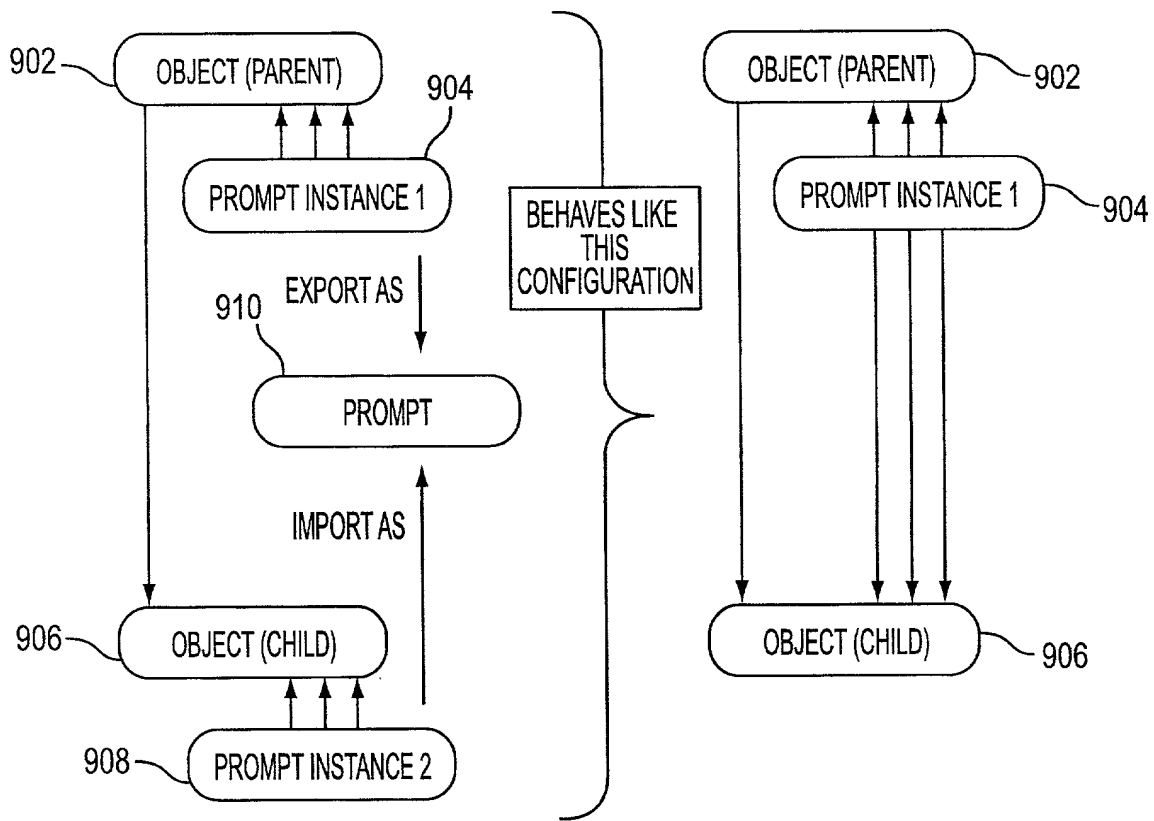 902
OBJECT (PARENT)
904
PROMPT INSTANCE 1
EXPORT AS
910
PROMPT
IMPORT AS
906
OBJECT (CHILD)
908
PROMPT INSTANCE 2
BEHAVES LIKE
THIS
CONFIGURATION
OBJECT (PARENT)
902
PROMPT INSTANCE 1
904
OBJECT (CHILD)
906